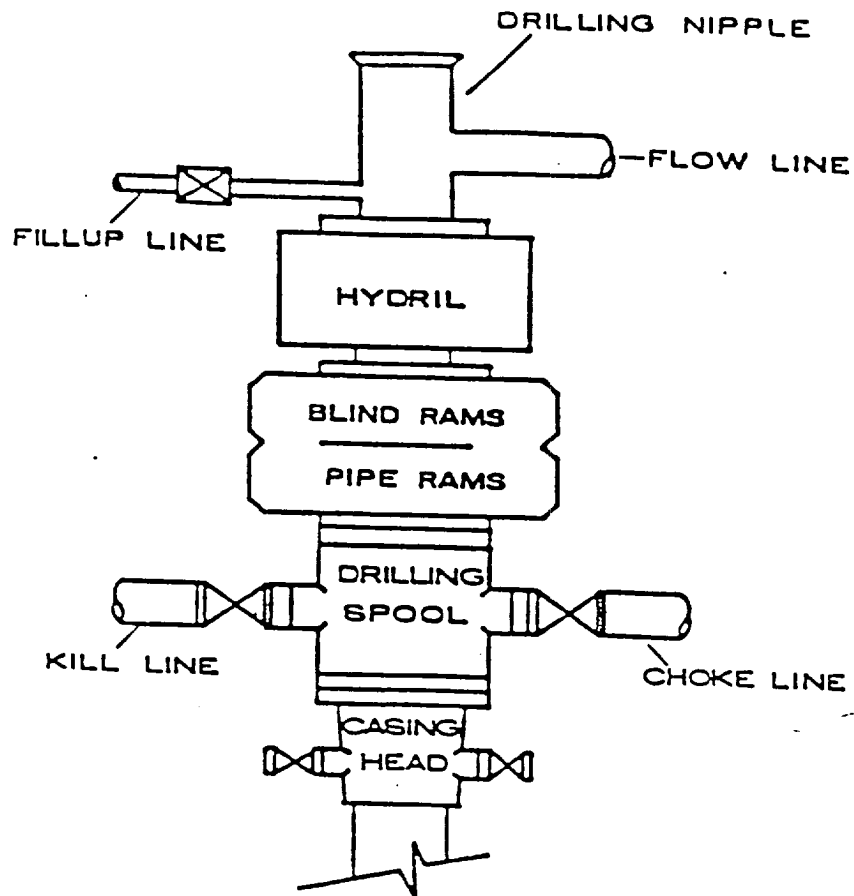 DRILLING NIPPLE
FLOW LINE
FILLUP LINE
HYDRIL
BLIND RAMS
PIPE RAMS
DRILLING
SPOOL
KILL LINE
CHOKE LINE
CASING
HEAD